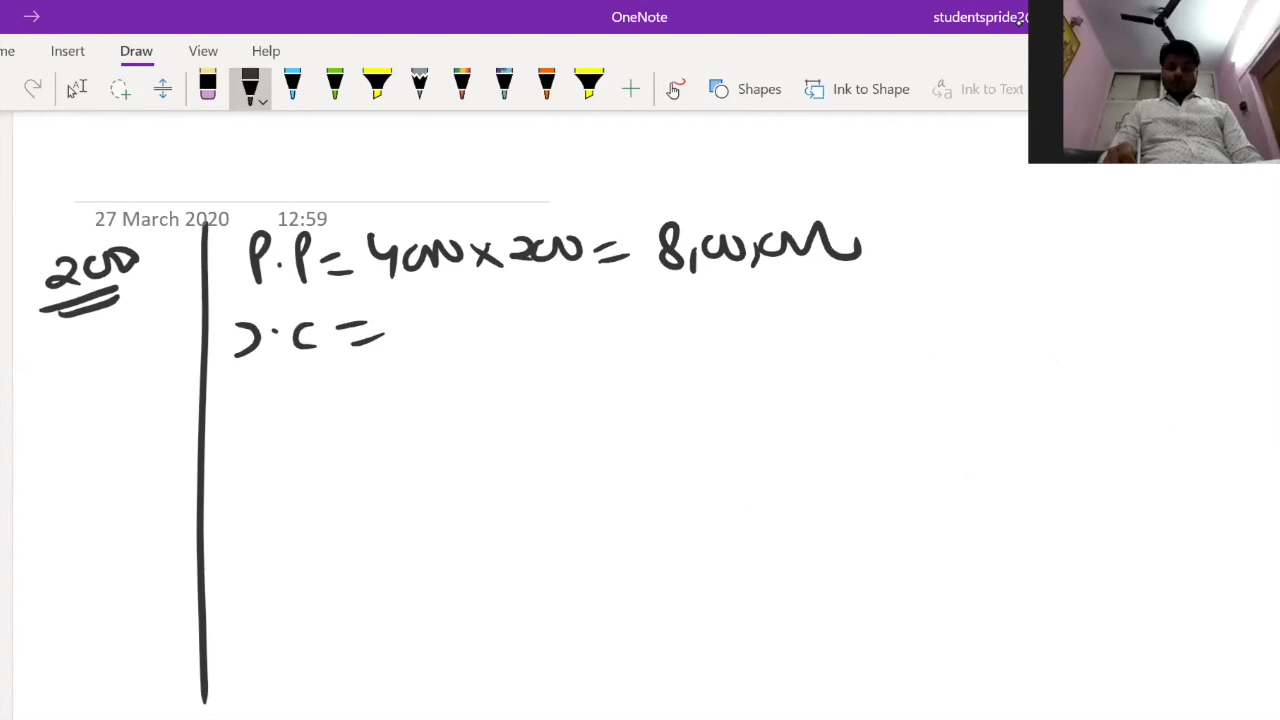 OneNote
studentspride2
me Insert Draw View Help
Shapes Ink to Shape Ink to Text
27 March 2020 12:59
200
P.P = 4000 x 200 = 8,00,000